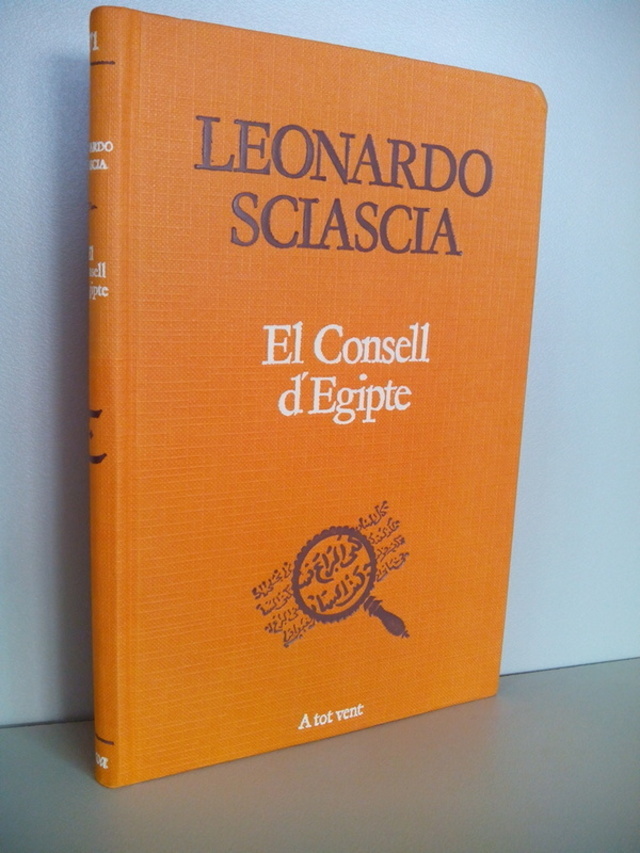 LEONARDO
SCIASCIA
El Consell
d'Egipte
A tot vent